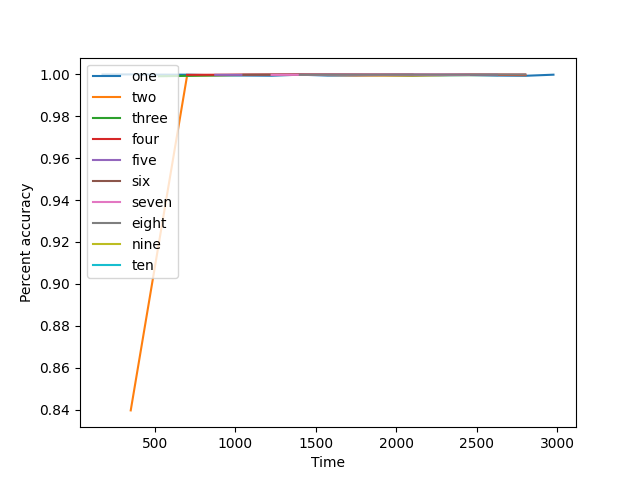 1.00
0.98
0.96
0.94
0.92
0.90
0.88
0.86
0.84
Percent accuracy
one
two
three
four
five
six
seven
eight
nine
ten
500 1000 1500 2000 2500 3000
Time